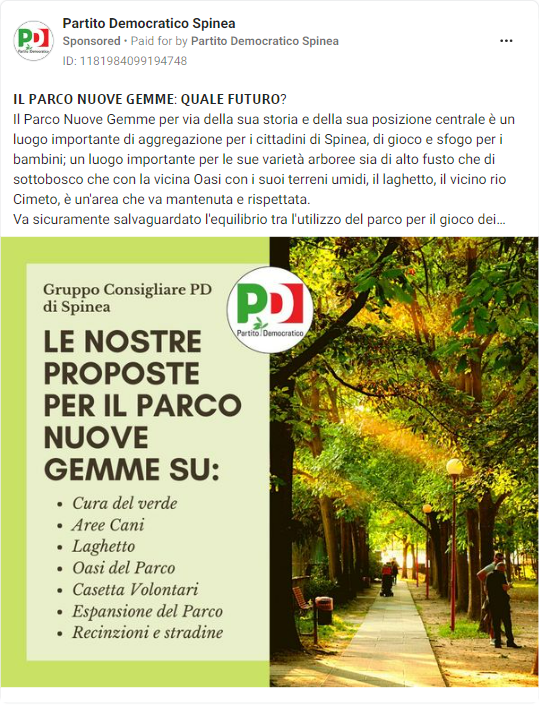 Partito Democratico Spinea
Sponsored • Paid for by Partito Democratico Spinea
ID: 1181984099194748
IL PARCO NUOVE GEMME: QUALE FUTURO?
Il Parco Nuove Gemme per via della sua storia e della sua posizione centrale è un
luogo importante di aggregazione per i cittadini di Spinea, di gioco e sfogo per i
bambini; un luogo importante per le sue varietà arboree sia di alto fusto che di
sottobosco che con la vicina Oasi con i suoi terreni umidi, il laghetto, il vicino rio
Cimeto, è un'area che va mantenuta e rispettata.
Va sicuramente salvaguardato l'equilibrio tra l'utilizzo del parco per il gioco dei...
Gruppo Consigliare PD
di Spinea
PD
Partito Democratico
LE NOSTRE
PROPOSTE
PER IL PARCO
NUOVE
GEMME SU:
• Cura del verde
• Aree Cani
• Laghetto
• Oasi del Parco
• Casetta Volontari
• Espansione del Parco
• Recinzioni e stradine